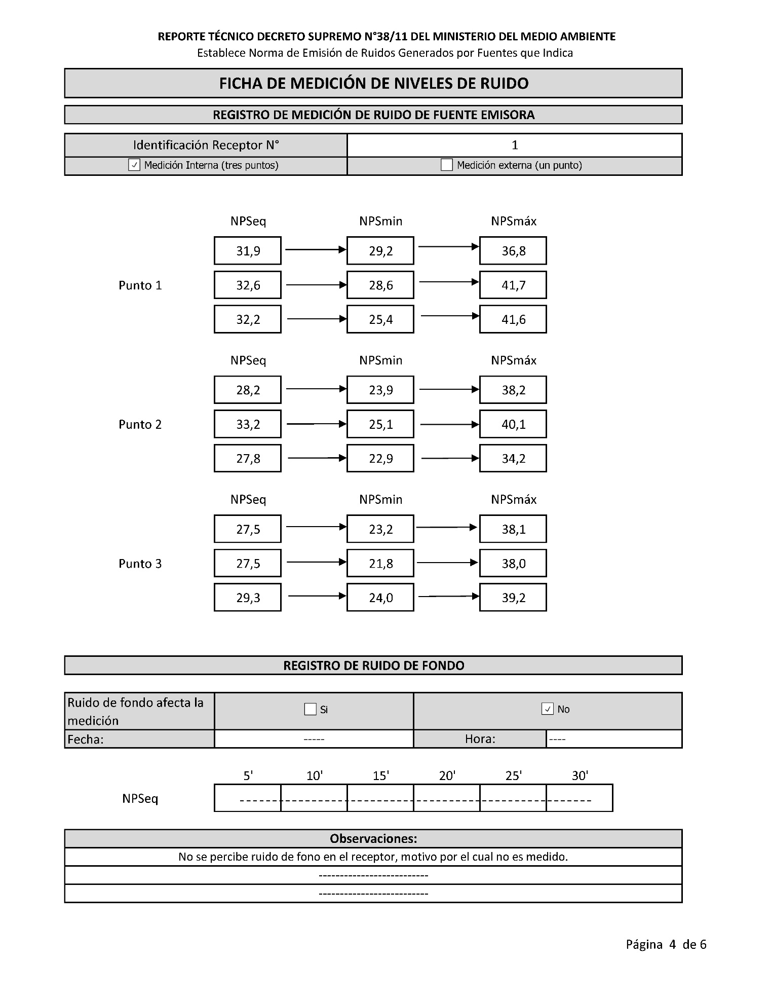 REPORTE TÉCNICO DECRETO SUPREMO N°38/11 DEL MINISTERIO DEL MEDIO AMBIENTE
Establece Norma de Emisión de Ruidos Generados por Fuentes que Indica
FICHA DE MEDICIÓN DE NIVELES DE RUIDO
REGISTRO DE MEDICIÓN DE RUIDO DE FUENTE EMISORA
Identificación Receptor N° 1
Medición Interna (tres puntos) Medición externa (un punto)
NPSeq NPSmin NPSmáx
31,9 29,2 36,8
Punto 1 32,6 28,6 41,7
32,2 25,4 41,6
NPSeq NPSmin NPSmáx
28,2 23,9 38,2
Punto 2 33,2 25,1 40,1
27,8 22,9 34,2
NPSeq NPSmin NPSmáx
27,5 23,2 38,1
Punto 3 27,5 21,8 38,0
29,3 24,0 39,2
REGISTRO DE RUIDO DE FONDO
Ruido de fondo afecta la
medición
Si No
Fecha: ----- Hora: ----
5' 10' 15' 20' 25' 30'
NPSeq
Observaciones:
No se percibe ruido de fono en el receptor, motivo por el cual no es medido.
--------------------------
--------------------------
Página 4 de 6